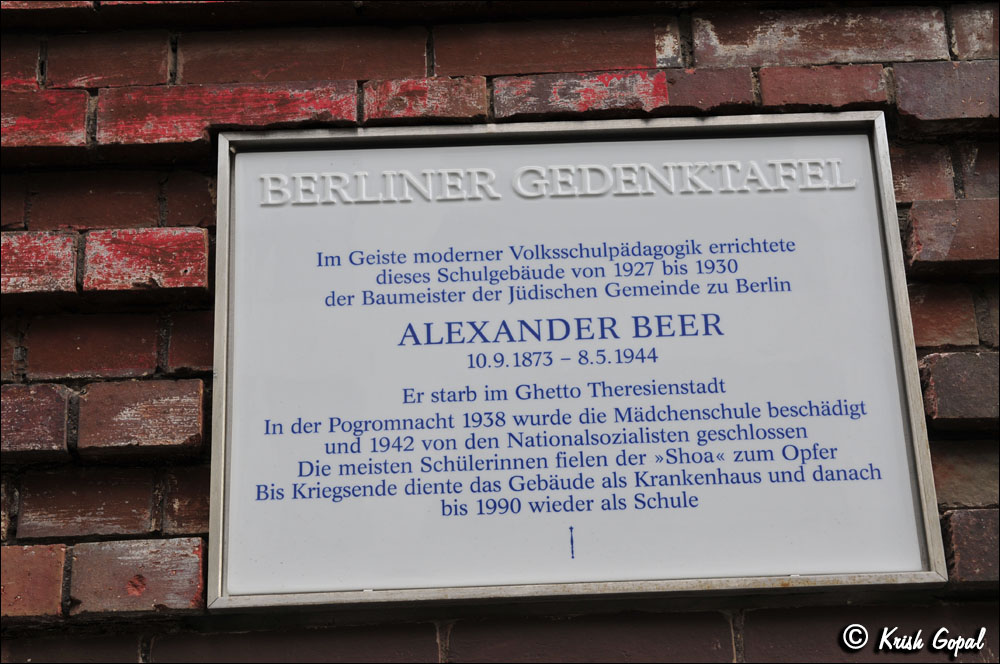 BERLINER GEDENKTAFEL
Im Geiste moderner Volksschulpädagogik errichtete
dieses Schulgebäude von 1927 bis 1930
der Baumeister der Jüdischen Gemeinde zu Berlin
ALEXANDER BEER
10.9.1873 – 8.5.1944
Er starb im Ghetto Theresienstadt
In der Pogromnacht 1938 wurde die Mädchenschule beschädigt
und 1942 von den Nationalsozialisten geschlossen
Die meisten Schülerinnen fielen der »Shoa« zum Opfer
Bis Kriegsende diente das Gebäude als Krankenhaus und danach
bis 1990 wieder als Schule
© Krish Gopal